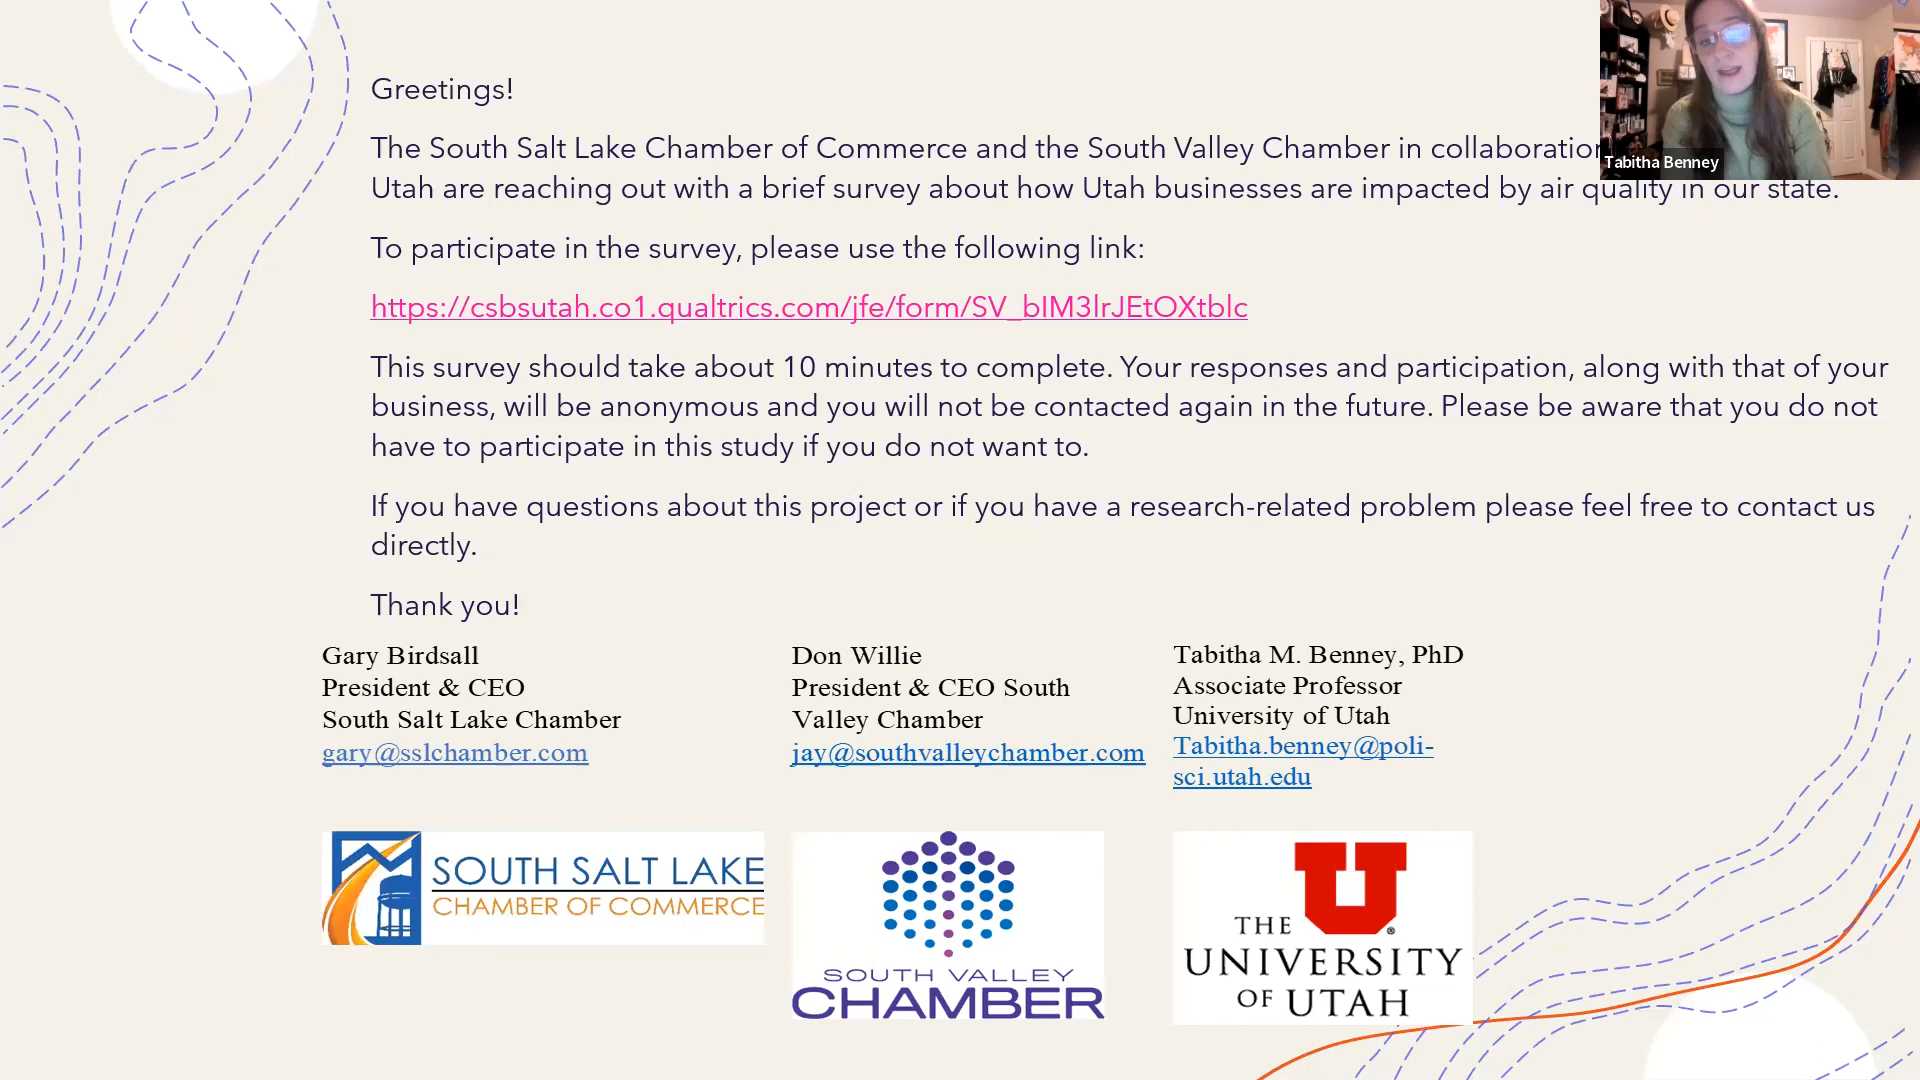 Greetings!
The South Salt Lake Chamber of Commerce and the South Valley Chamber in collaboration
Utah are reaching out with a brief survey about how Utah businesses are impacted by air quality in our state.
To participate in the survey, please use the following link:
https://csbsutah.co1.qualtrics.com/jfe/form/SV_bIM3lrJEtOXtblc
This survey should take about 10 minutes to complete. Your responses and participation, along with that of your
business, will be anonymous and you will not be contacted again in the future. Please be aware that you do not
have to participate in this study if you do not want to.
If you have questions about this project or if you have a research-related problem please feel free to contact us
directly.
Thank you!
Gary Birdsall
President & CEO
South Salt Lake Chamber
gary@sslchamber.com
Don Willie
President & CEO South
Valley Chamber
jay@southvalleychamber.com
Tabitha M. Benney, PhD
Associate Professor
University of Utah
Tabitha.benney@poli-
sci.utah.edu
SOUTH SALT LAKE
CHAMBER OF COMMERCE
SOUTH VALLEY
CHAMBER
U
THE
UNIVERSITY
OF UTAH
Tabitha Benney